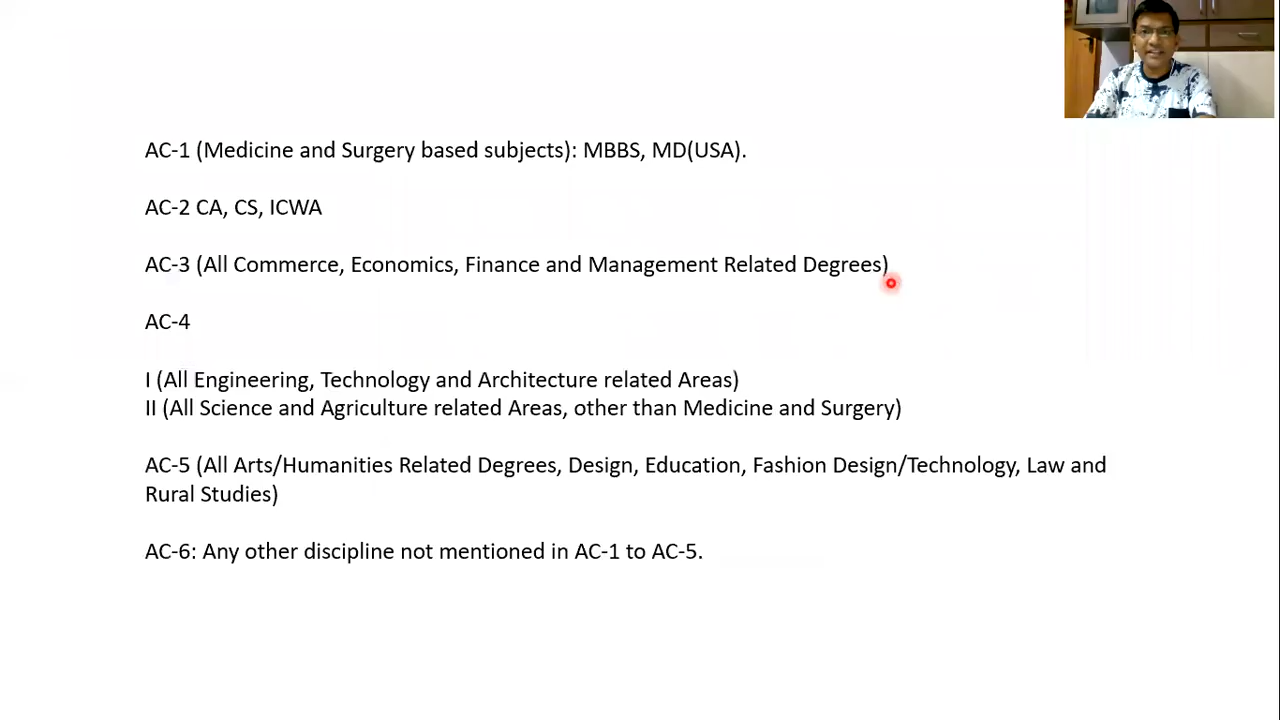 AC-1 (Medicine and Surgery based subjects): MBBS, MD(USA).
AC-2 CA, CS, ICWA
AC-3 (All Commerce, Economics, Finance and Management Related Degrees)
AC-4
I (All Engineering, Technology and Architecture related Areas)
II (All Science and Agriculture related Areas, other than Medicine and Surgery)
AC-5 (All Arts/Humanities Related Degrees, Design, Education, Fashion Design/Technology, Law and
Rural Studies)
AC-6: Any other discipline not mentioned in AC-1 to AC-5.